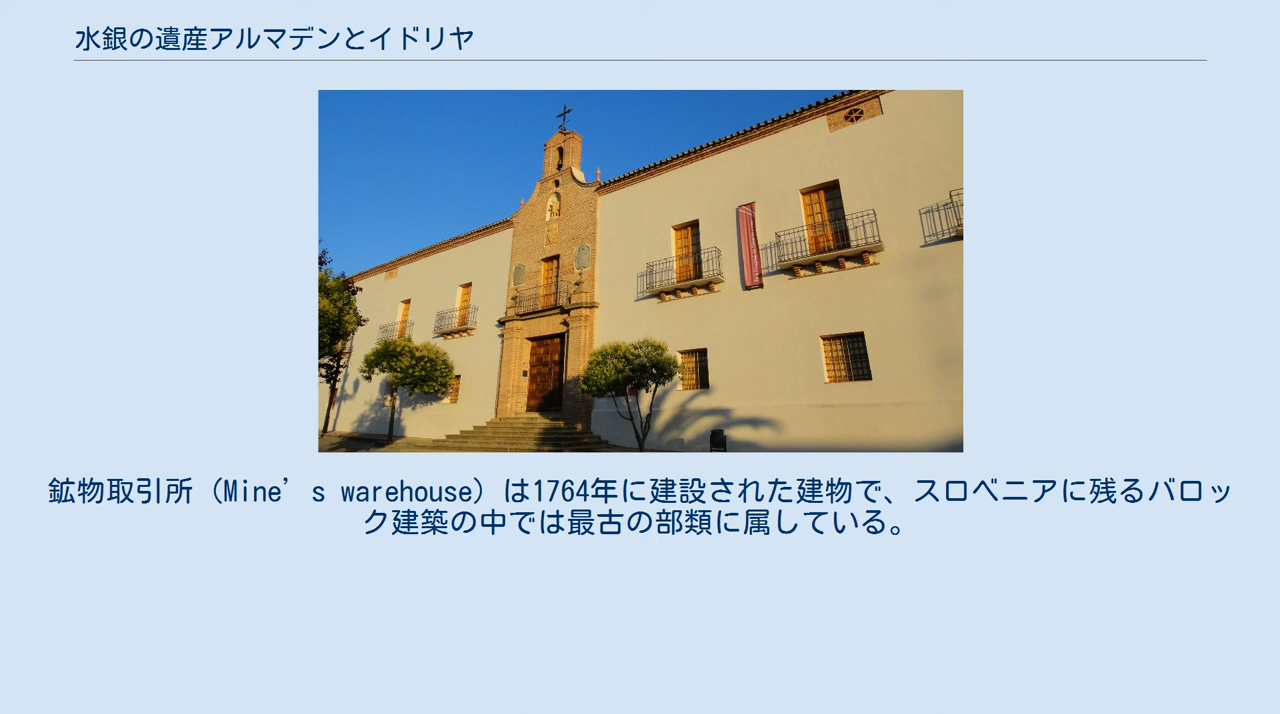 水銀の遺産アルマデンとイドリヤ
鉱物取引所（Mine’s warehouse）は1764年に建設された建物で、スロベニアに残るバロッ
ク建築の中では最古の部類に属している。